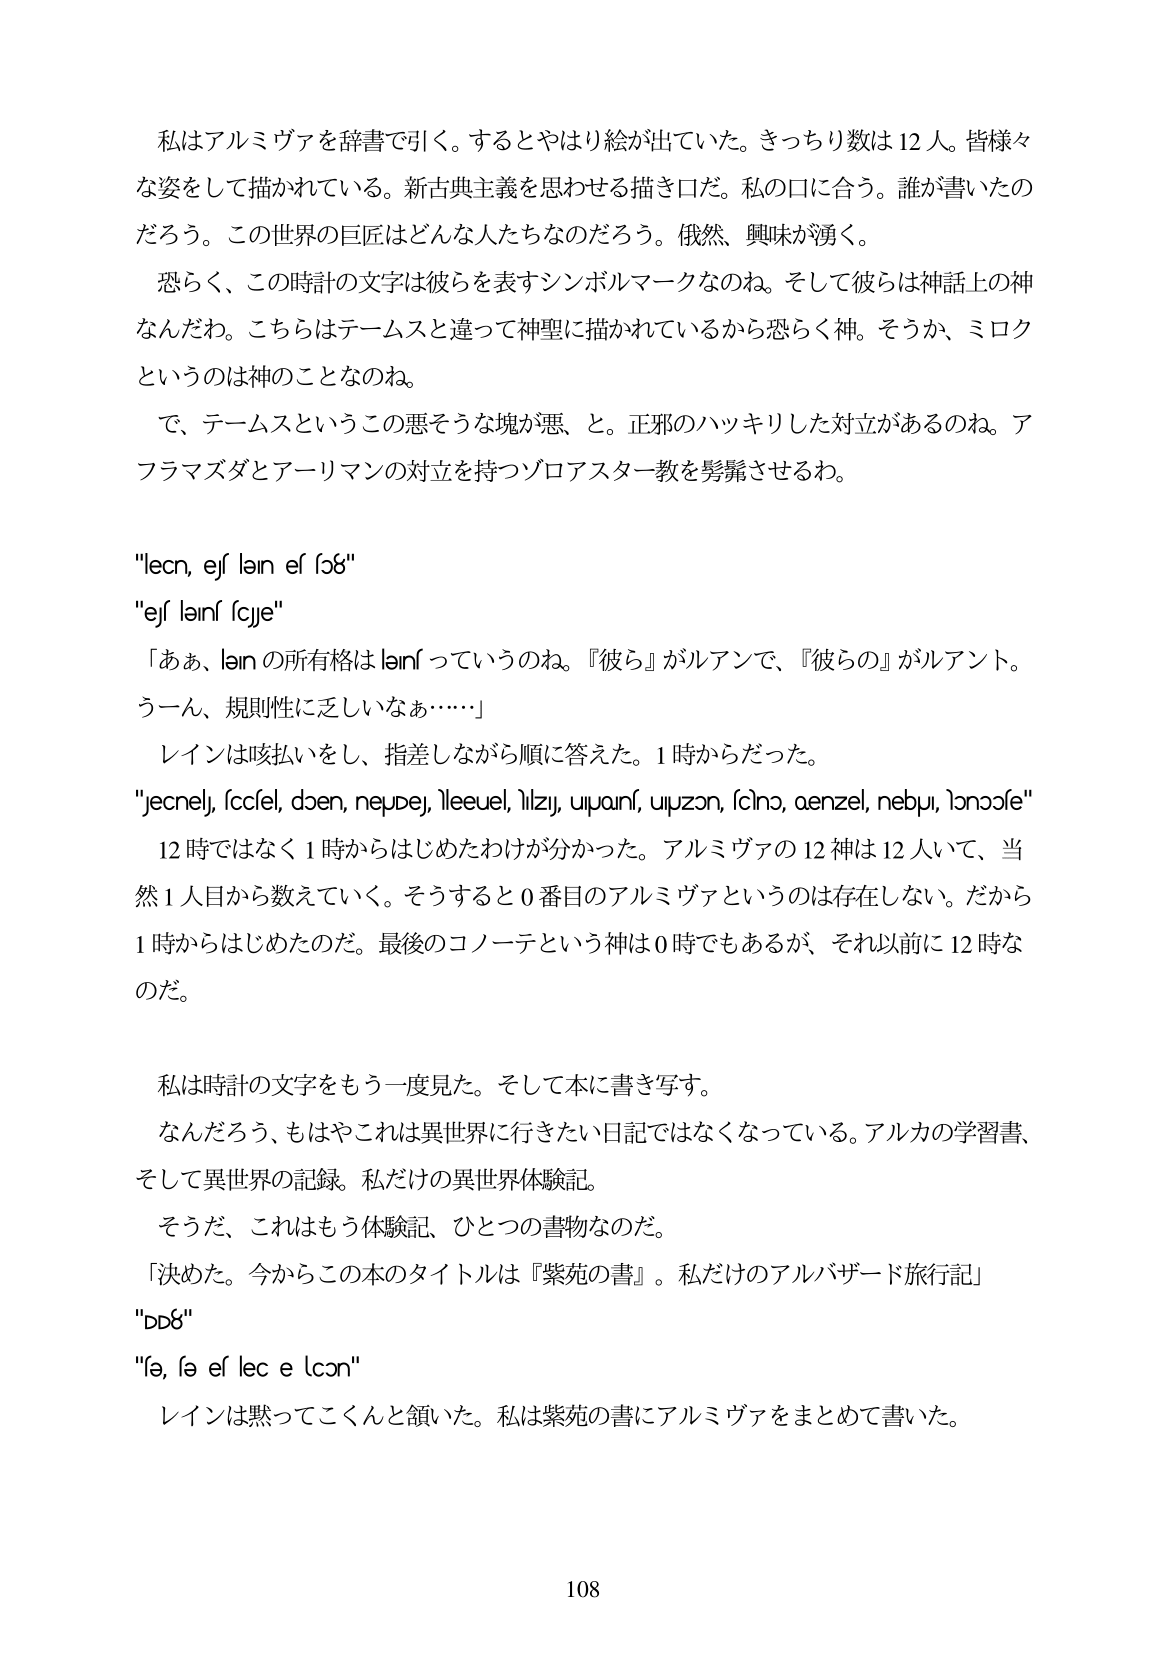 私はアルミヴァを辞書で引く。するとやはり絵が出ていた。きっちり数は 12 人。皆様々
な姿をして描かれている。新古典主義を思わせる描き口だ。私の口に合う。誰が書いたの
だろう。この世界の巨匠はどんな人たちなのだろう。俄然、興味が湧く。
恐らく、この時計の文字は彼らを表すシンボルマークなのね。そして彼らは神話上の神
なんだわ。こちらはテームスと違って神聖に描かれているから恐らく神。そうか、ミロク
というのは神のことなのね。
で、テームスというこの悪そうな塊が悪、と。正邪のハッキリした対立があるのね。ア
フラマズダとアーリマンの対立を持つゾロアスター教を髣髴させるわ。
「あぁ、の所有格はっていうのね。『彼ら』がルアンで、『彼らの』がルアント。
うーん、規則性に乏しいなぁ……」
レインは咳払いをし、指差しながら順に答えた。1 時からだった。
12 時ではなく 1 時からはじめたわけが分かった。アルミヴァの 12 神は 12 人いて、当
然 1 人目から数えていく。そうすると 0 番目のアルミヴァというのは存在しない。だから
1 時からはじめたのだ。最後のコノーテという神は 0 時でもあるが、それ以前に 12 時な
のだ。
私は時計の文字をもう一度見た。そして本に書き写す。
なんだろう、もはやこれは異世界に行きたい日記ではなくなっている。アルカの学習書、
そして異世界の記録。私だけの異世界体験記。
そうだ、これはもう体験記、ひとつの書物なのだ。
「決めた。今からこの本のタイトルは『紫苑の書』。私だけのアルバザード旅行記」
レインは黙ってこくんと頷いた。私は紫苑の書にアルミヴァをまとめて書いた。
108